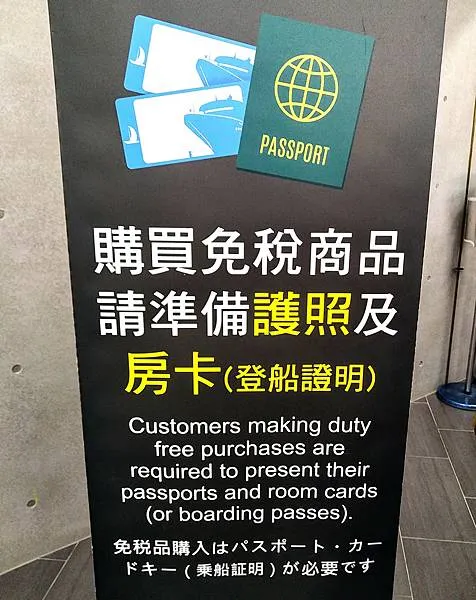 PASSPORT
購買免稅商品
請準備護照及
房卡(登船證明)
Customers making duty
free purchases are
required to present their
passports and room cards
(or boarding passes).
免税品購入はパスポート・カー
ドキー(乗船証明)が必要です